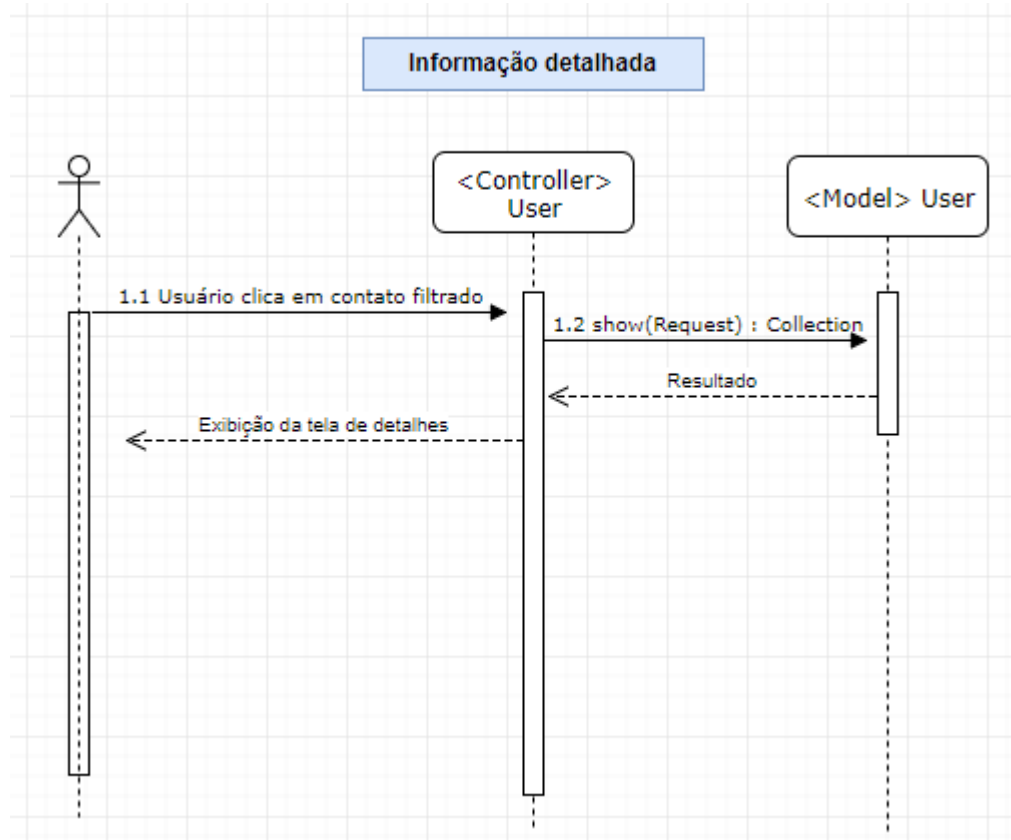 Informação detalhada
<Controller>
User
<Model> User
1.1 Usuário clica em contato filtrado
1.2 show(Request) : Collection
Resultado
Exibição da tela de detalhes